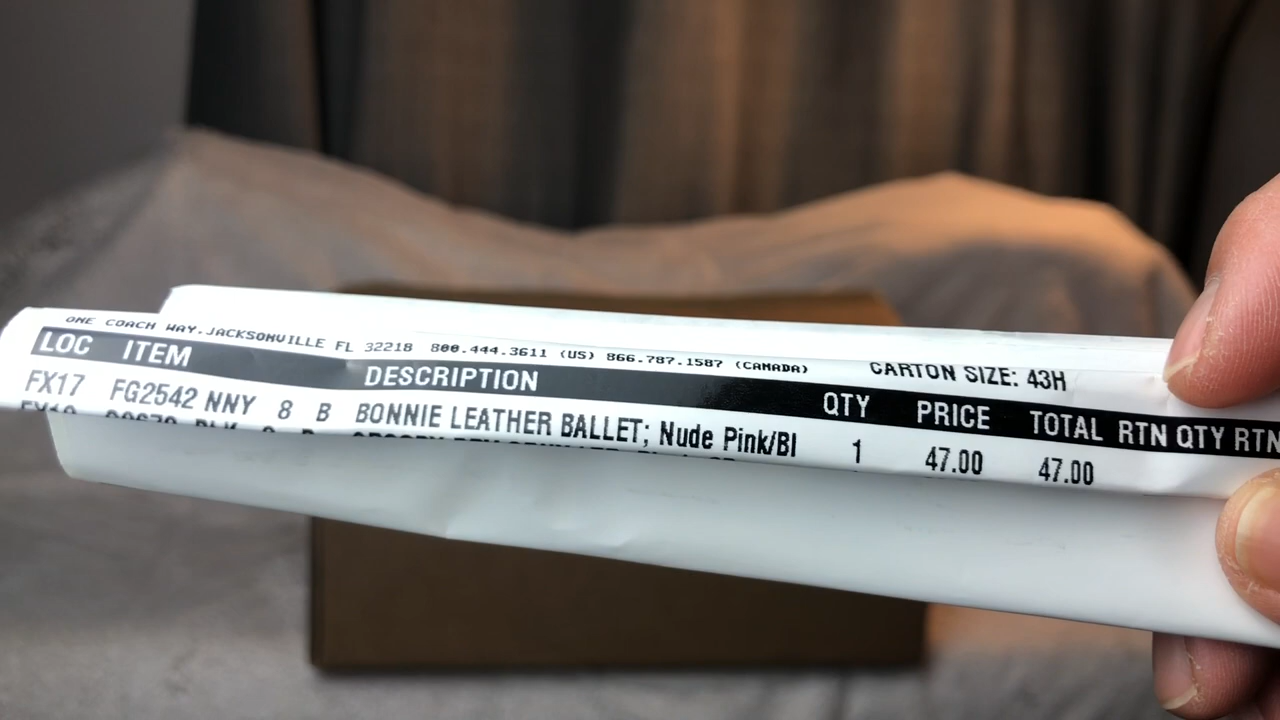 ONE COACH WAY.JACKSONVILLE FL 32218 800.444.3611 (US) 866.787.1587 (CANADA) CARTON SIZE: 43H
LOC ITEM DESCRIPTION QTY PRICE TOTAL RTN QTY RTN
FX17 FG2542 NNY 8 B BONNIE LEATHER BALLET; Nude Pink/Bl 1 47.00 47.00